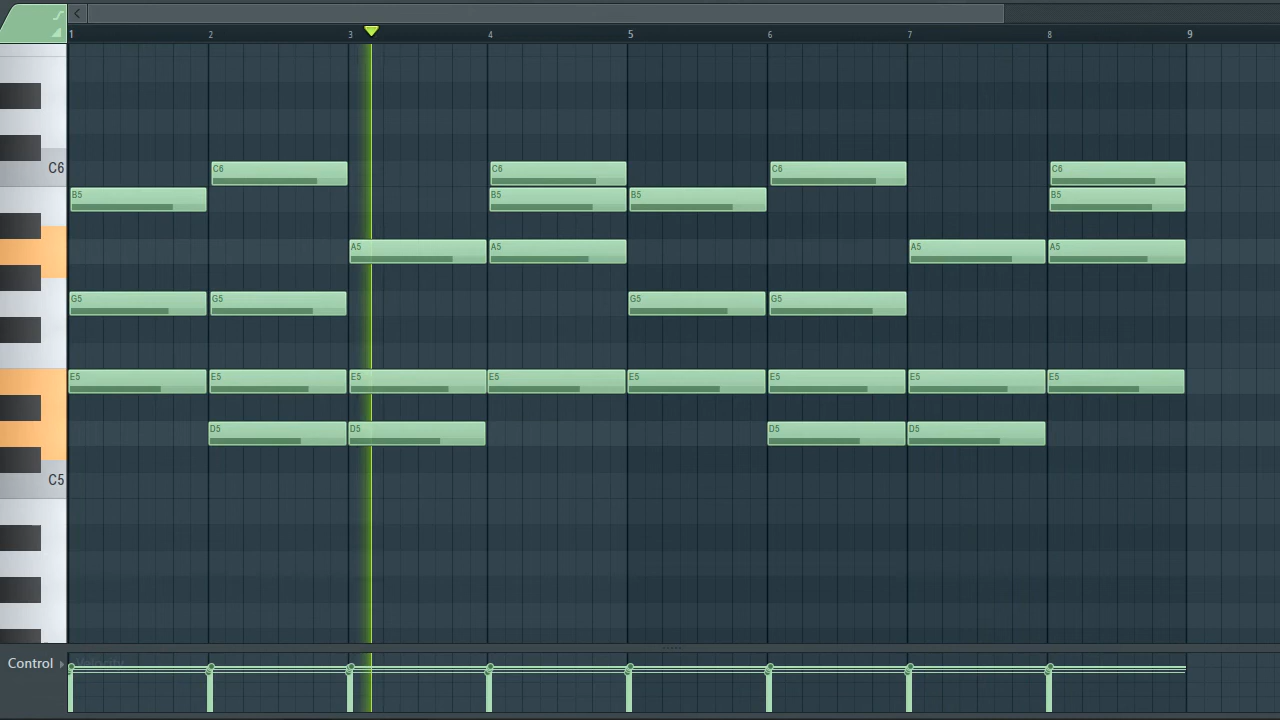 1 2 3 4 5 6 7 8 9
C6 C6 C6 C6 C6
B5 B5 B5 B5
A5 A5 A5 A5
G5 G5 G5 G5
E5 E5 E5 E5 E5 E5 E5 E5
D5 D5 D5 D5
C5
Control Velocity